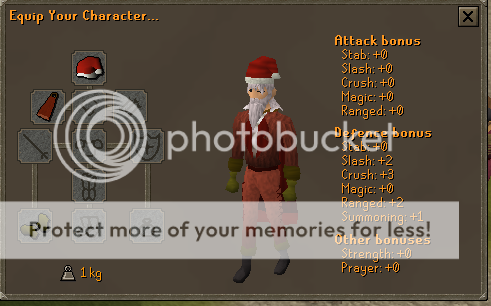 Equip Your Character...
Attack bonus
Stab: +0
Slash: +0
Crush: +0
Magic: +0
Ranged: +0
Defence bonus
Stab: +0
Slash: +2
Crush: +3
Magic: +0
Ranged: +2
Summoning: +1
Other bonuses
Strength: +0
Prayer: +0
1 kg
photobucket
Protect more of your memories for less!